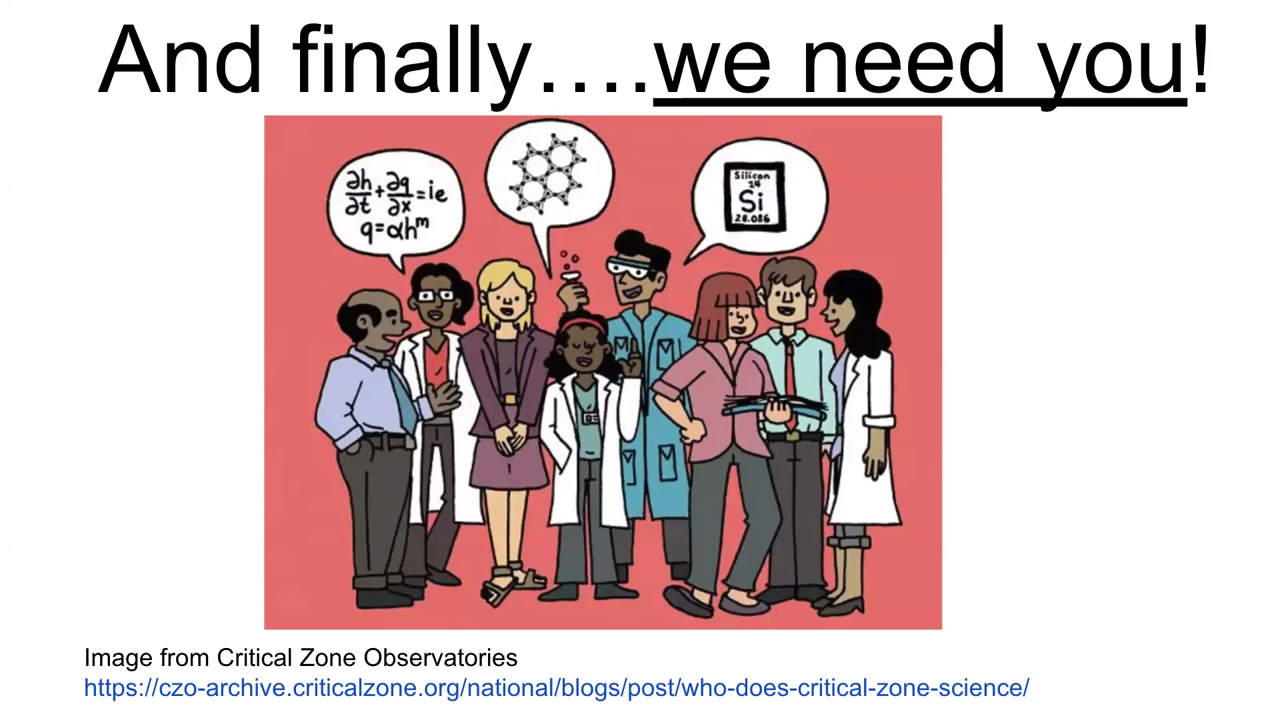 And finally….we need you!
∂h/∂t + ∂q/∂x = ie
q = αhᵐ
Silicon
14
Si
28.086
Image from Critical Zone Observatories
https://czo-archive.criticalzone.org/national/blogs/post/who-does-critical-zone-science/